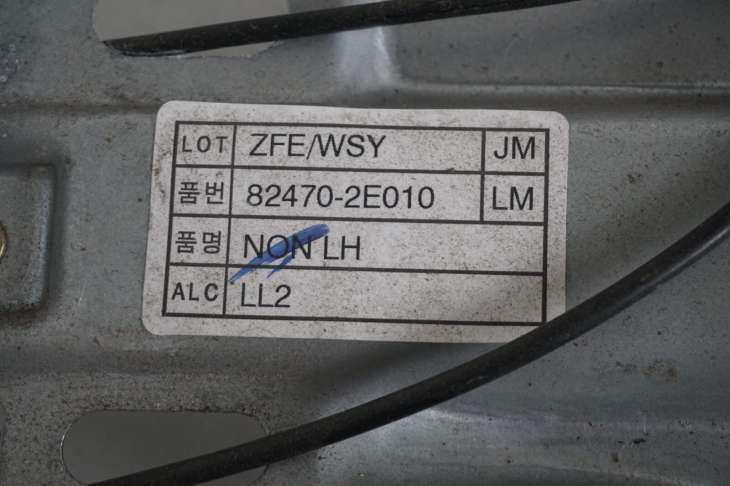 LOT ZFE/WSY JM
품번 82470-2E010 LM
품명 NON LH
ALC LL2